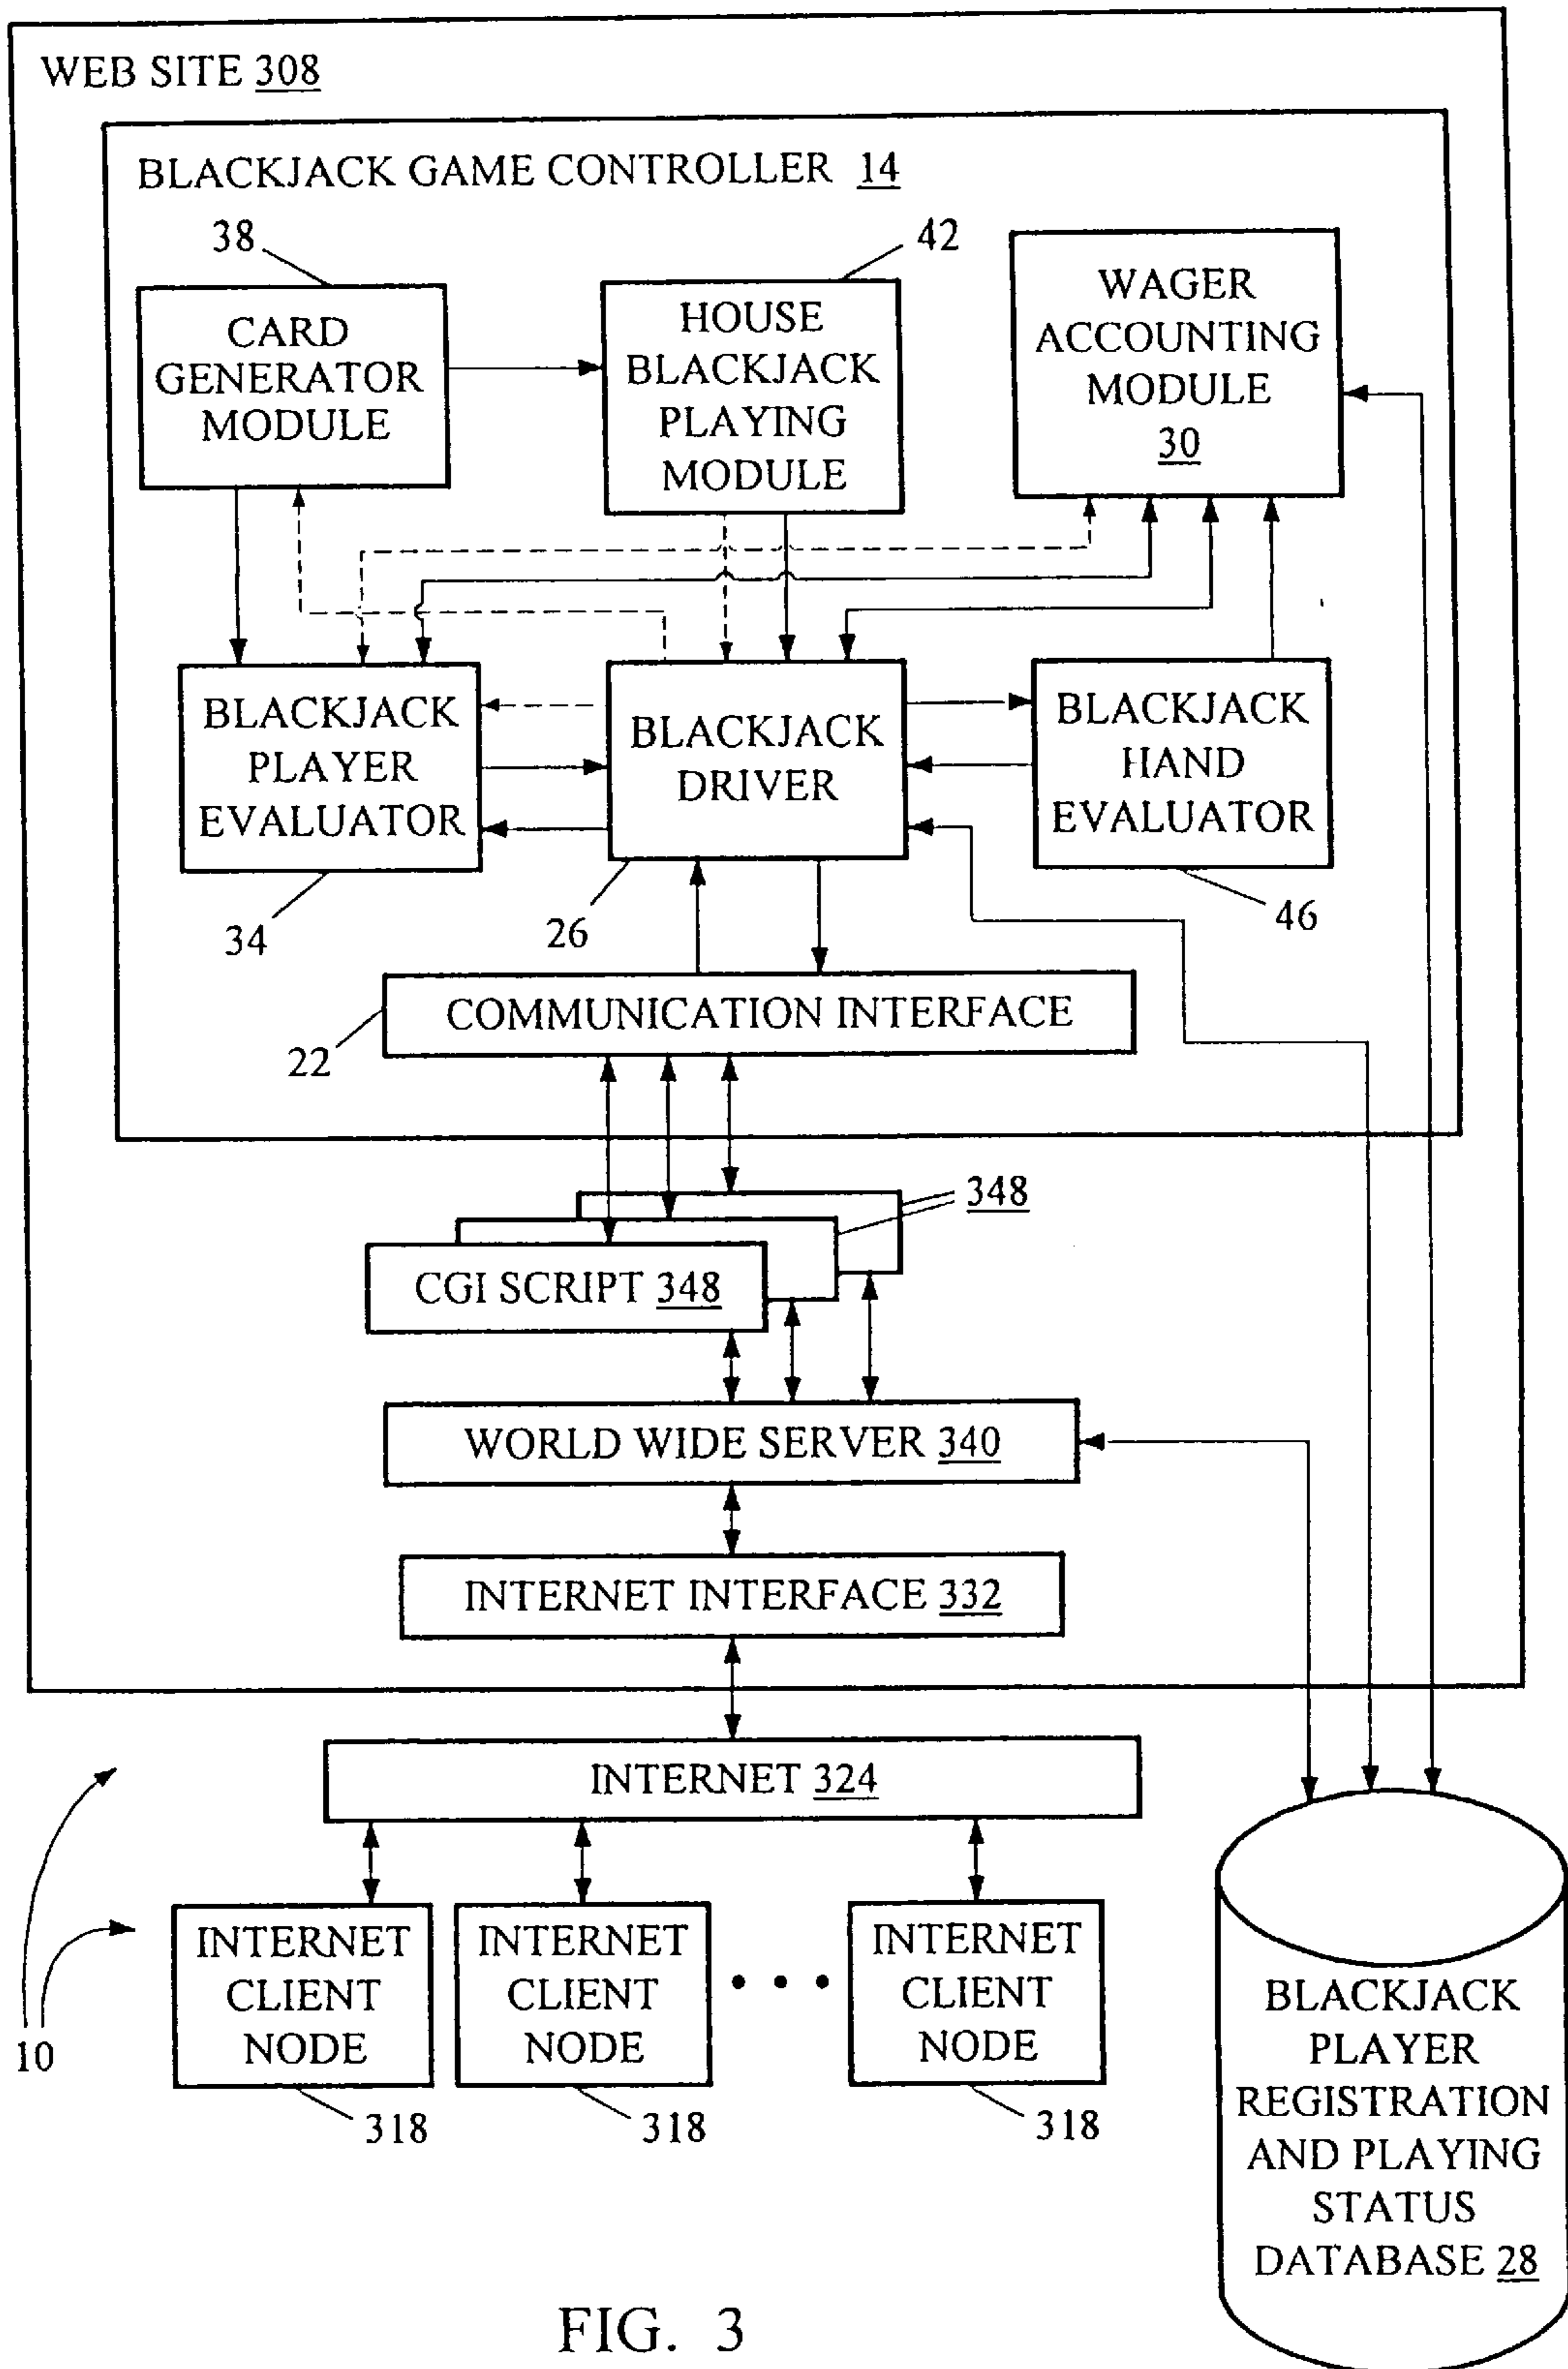 WEB SITE 308
BLACKJACK GAME CONTROLLER 14
38
42
CARD
GENERATOR
MODULE
HOUSE
BLACKJACK
PLAYING
MODULE
WAGER
ACCOUNTING
MODULE
30
BLACKJACK
PLAYER
EVALUATOR
BLACKJACK
DRIVER
BLACKJACK
HAND
EVALUATOR
34
26
46
COMMUNICATION INTERFACE
22
348
CGI SCRIPT 348
WORLD WIDE SERVER 340
INTERNET INTERFACE 332
INTERNET 324
INTERNET
CLIENT
NODE
INTERNET
CLIENT
NODE
INTERNET
CLIENT
NODE
10
318
318
318
BLACKJACK
PLAYER
REGISTRATION
AND PLAYING
STATUS
DATABASE 28
FIG. 3